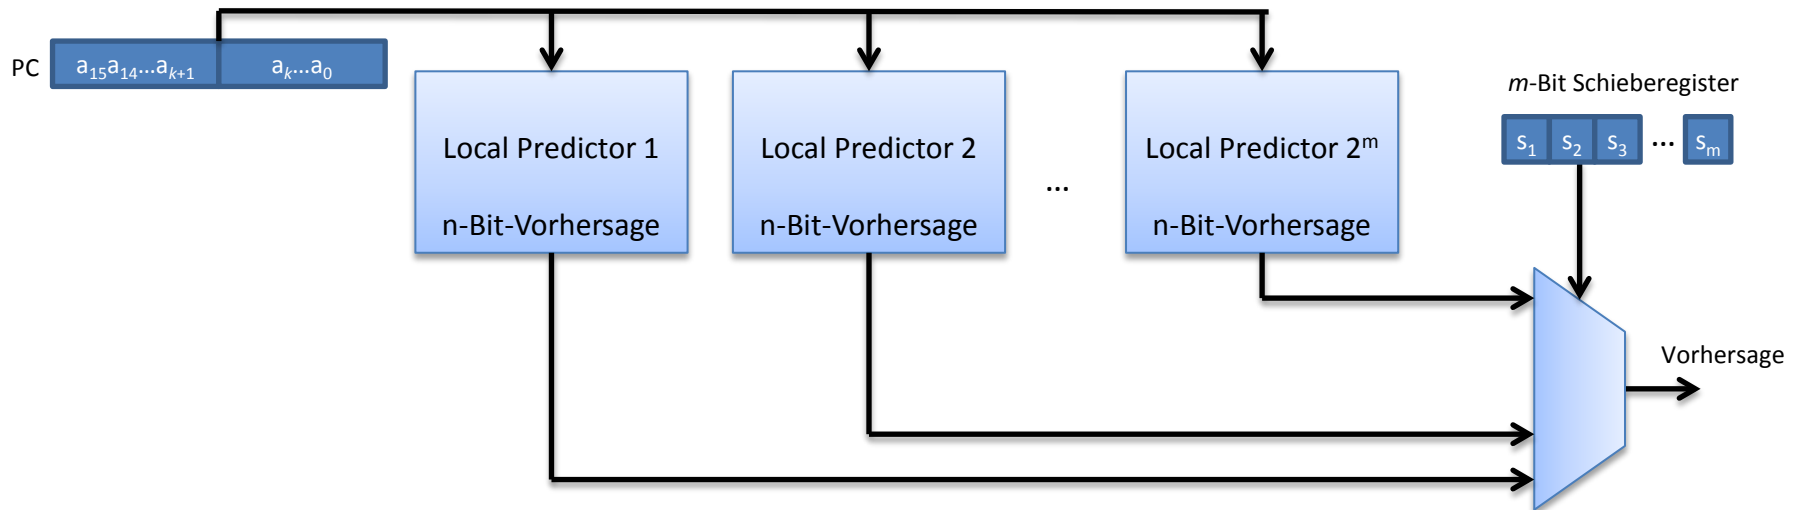 PC
a₁₅a₁₄...aₖ₊₁
aₖ...a₀
Local Predictor 1
n-Bit-Vorhersage
Local Predictor 2
n-Bit-Vorhersage
...
Local Predictor 2ᵐ
n-Bit-Vorhersage
m-Bit Schieberegister
s₁ s₂ s₃ ... sₘ
Vorhersage